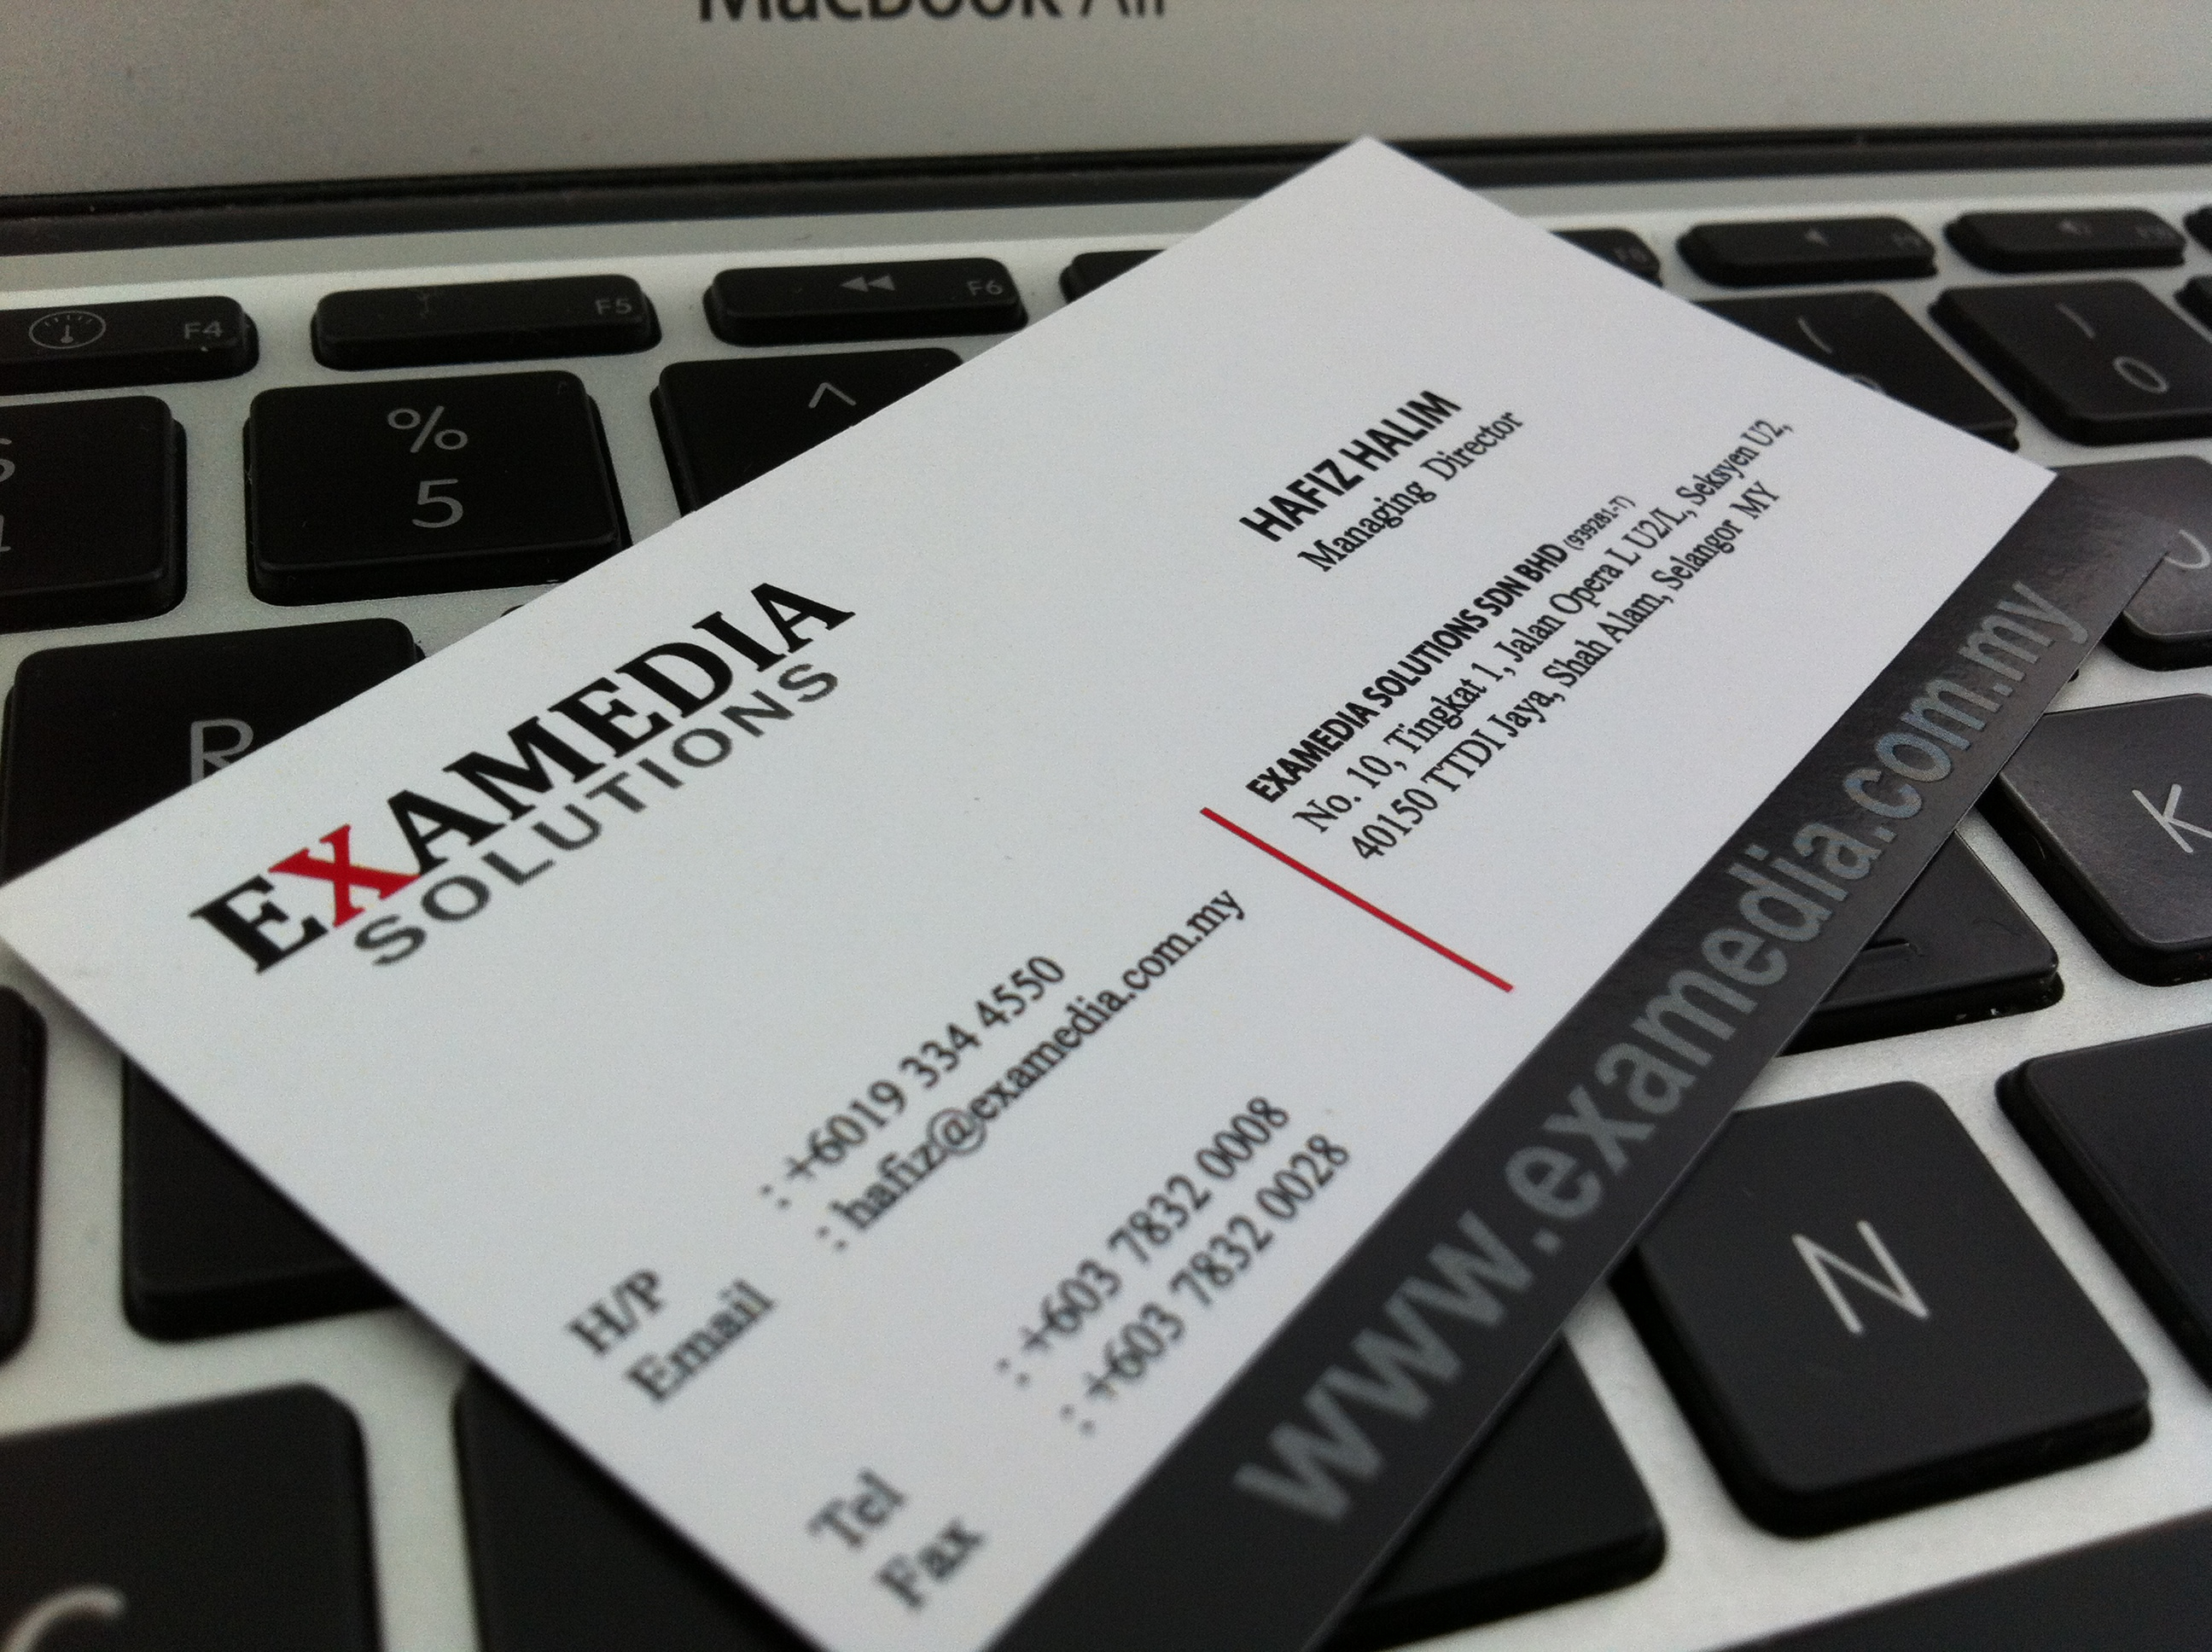 MacBook Air
F4
F5
F6
%
5
^
R
K
N
EXAMEDIA
SOLUTIONS
HAFIZ HALIM
Managing Director
EXAMEDIA SOLUTIONS SDN BHD (939281-T)
No. 10, Tingkat 1, Jalan Opera L U2/L, Seksyen U2,
40150 TTDI Jaya, Shah Alam, Selangor MY
H/P : +6019 334 4550
Email : hafiz@examedia.com.my
Tel : +603 7832 0008
Fax : +603 7832 0028
www.examedia.com.my